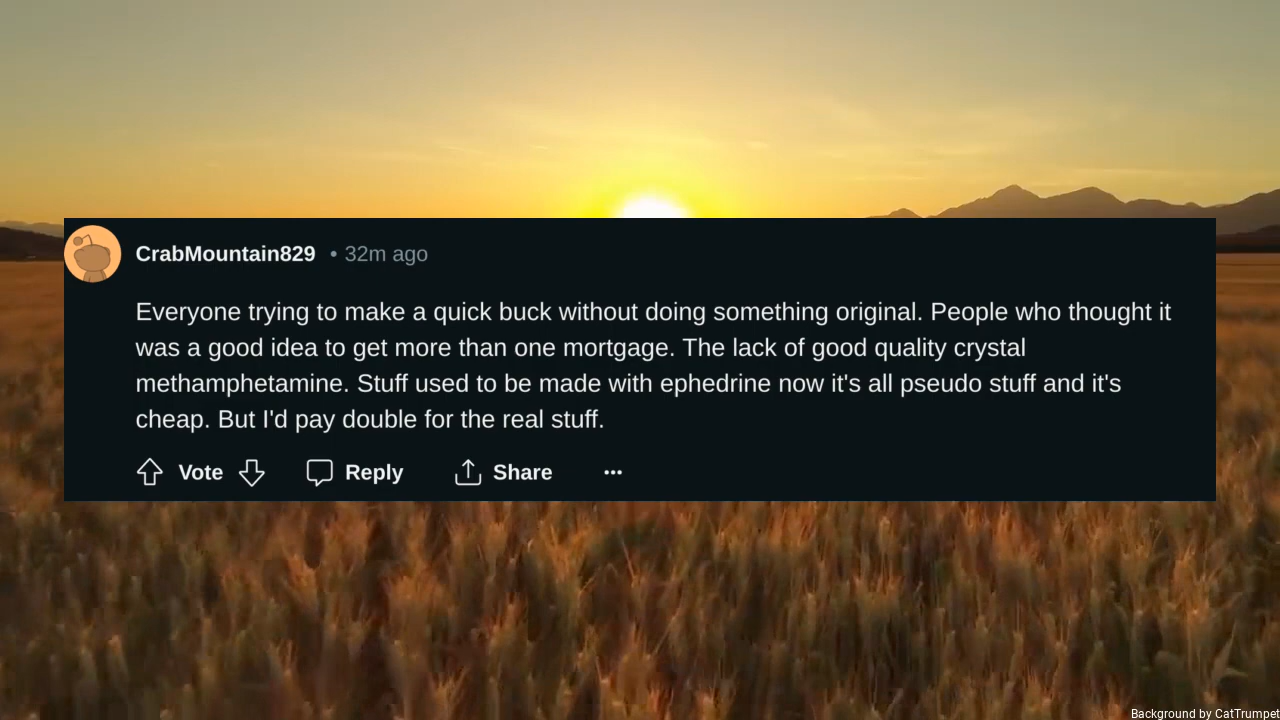 CrabMountain829 • 32m ago
Everyone trying to make a quick buck without doing something original. People who thought it
was a good idea to get more than one mortgage. The lack of good quality crystal
methamphetamine. Stuff used to be made with ephedrine now it's all pseudo stuff and it's
cheap. But I'd pay double for the real stuff.
Vote Reply Share ...
Background by CatTrumpet